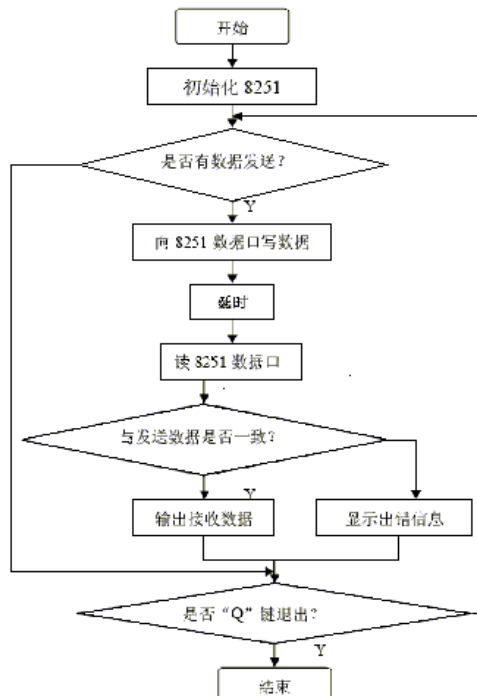 开始
初始化 8251
是否有数据发送?
Y
向 8251 数据口写数据
延时
读 8251 数据口
与发送数据是否一致?
Y
输出接收数据
显示出错信息
是否“Q”键退出?
Y
结束